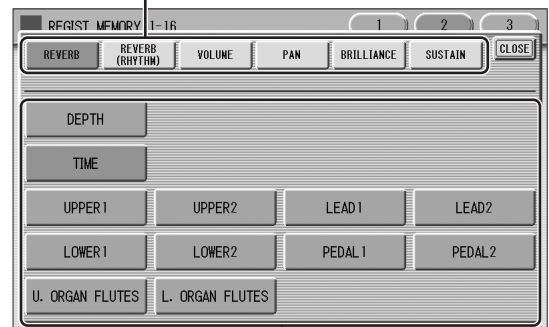 REGIST MEMORY 1-16 1 2 3
REVERB REVERB (RHYTHM) VOLUME PAN BRILLIANCE SUSTAIN CLOSE
DEPTH
TIME
UPPER1 UPPER2 LEAD1 LEAD2
LOWER1 LOWER2 PEDAL1 PEDAL2
U. ORGAN FLUTES L. ORGAN FLUTES